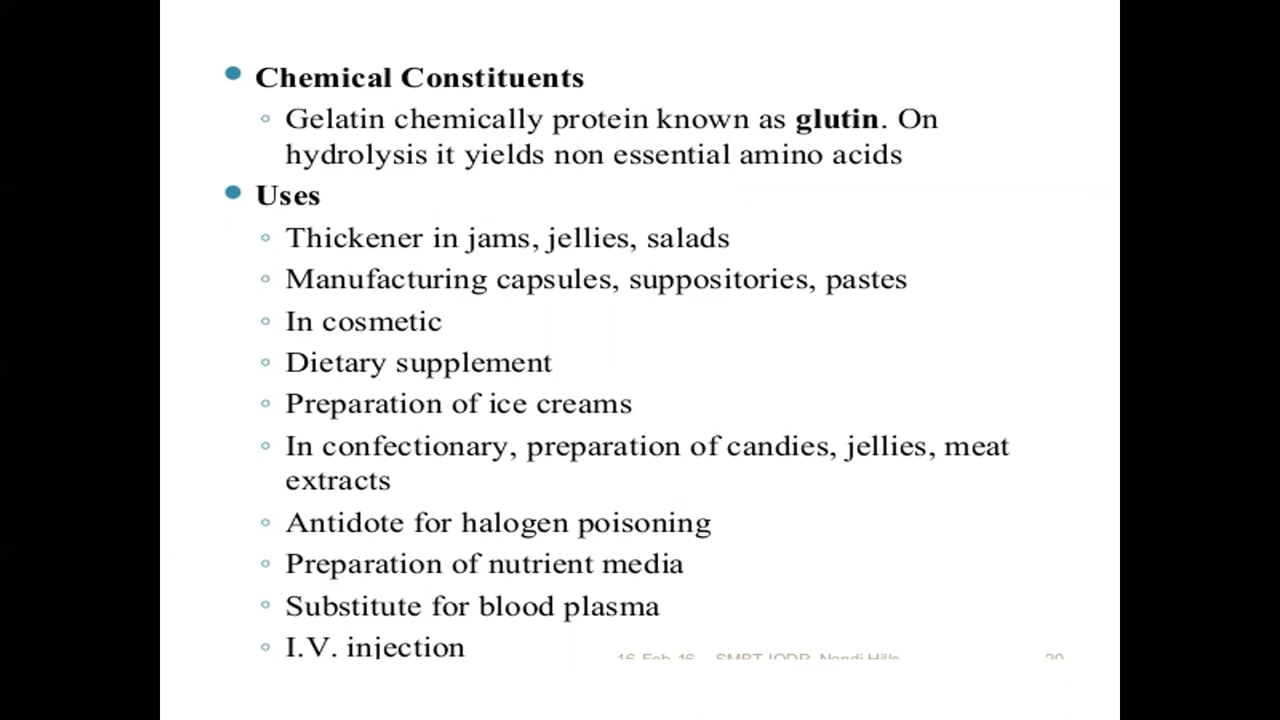 Chemical Constituents
Gelatin chemically protein known as glutin. On
hydrolysis it yields non essential amino acids
Uses
Thickener in jams, jellies, salads
Manufacturing capsules, suppositories, pastes
In cosmetic
Dietary supplement
Preparation of ice creams
In confectionary, preparation of candies, jellies, meat
extracts
Antidote for halogen poisoning
Preparation of nutrient media
Substitute for blood plasma
I.V. injection